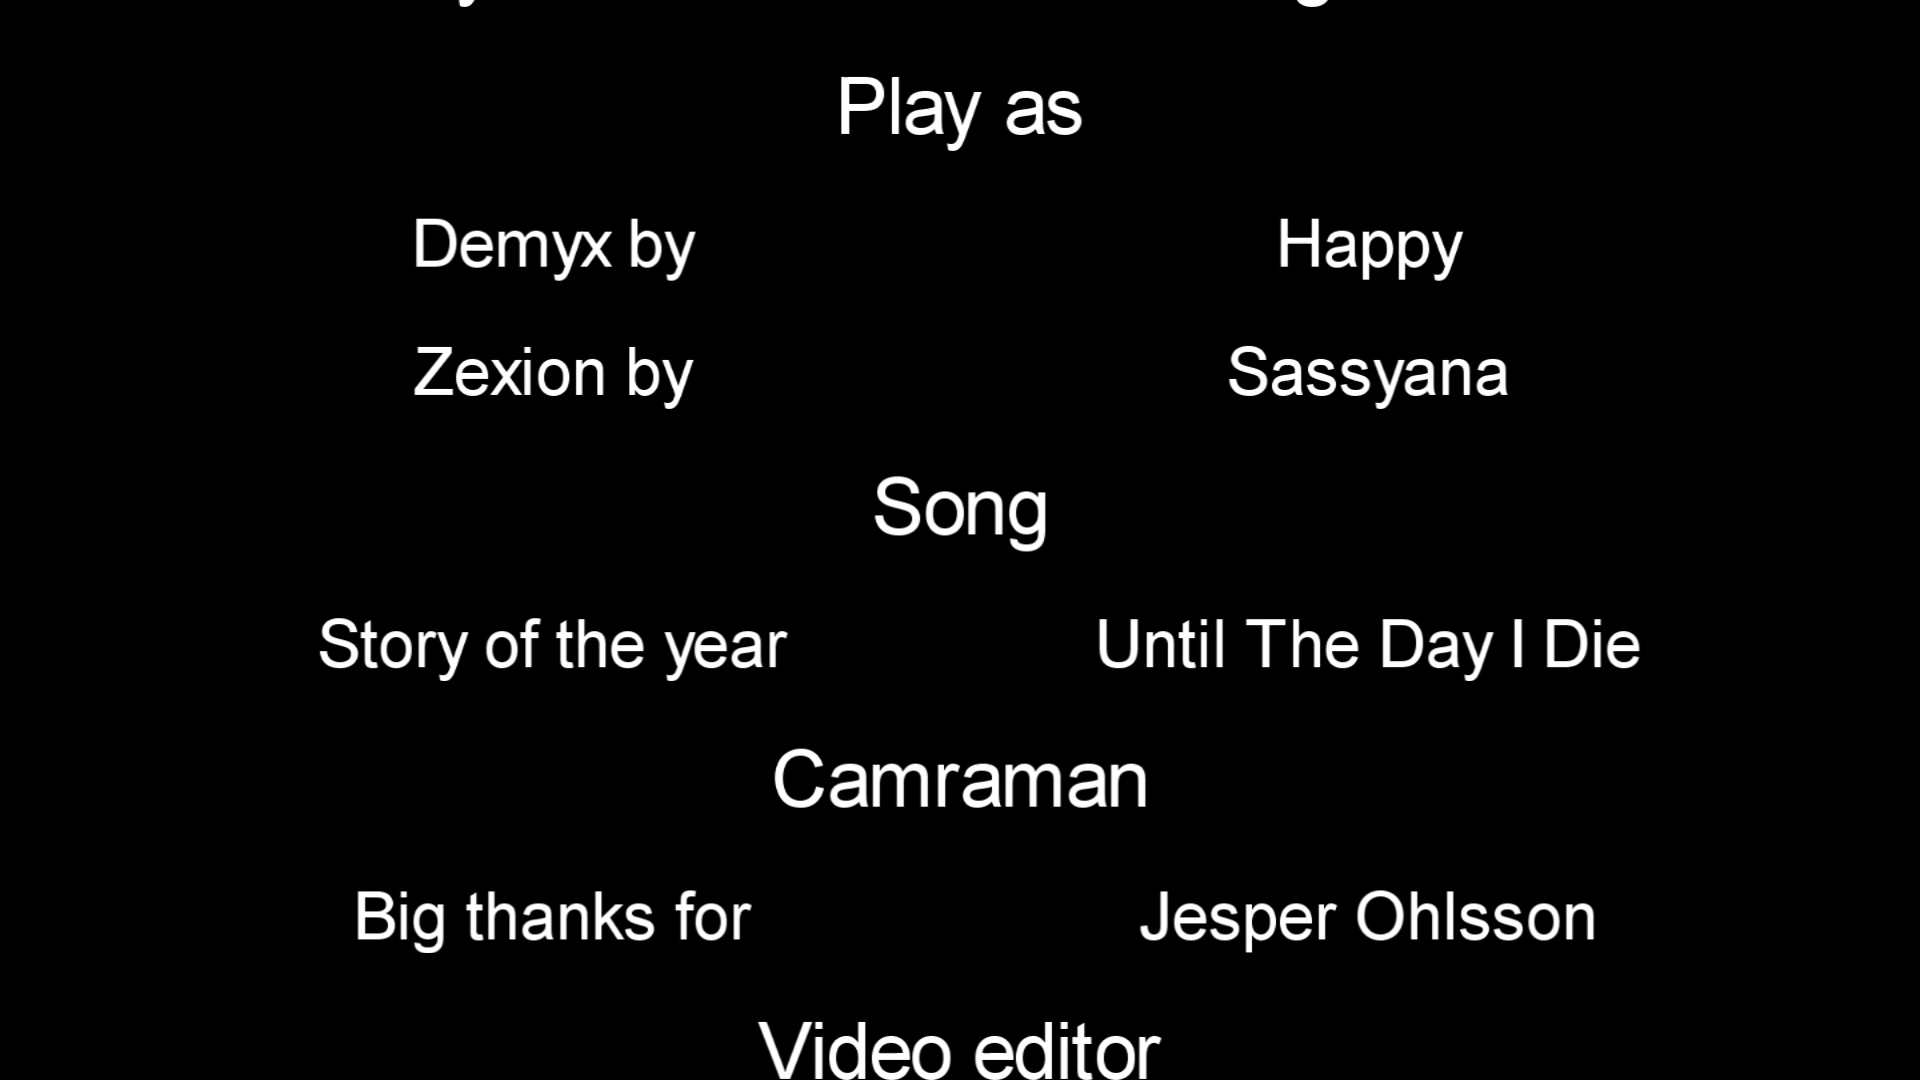 Play as
Demyx by Happy
Zexion by Sassyana
Song
Story of the year Until The Day I Die
Camraman
Big thanks for Jesper Ohlsson
Video editor